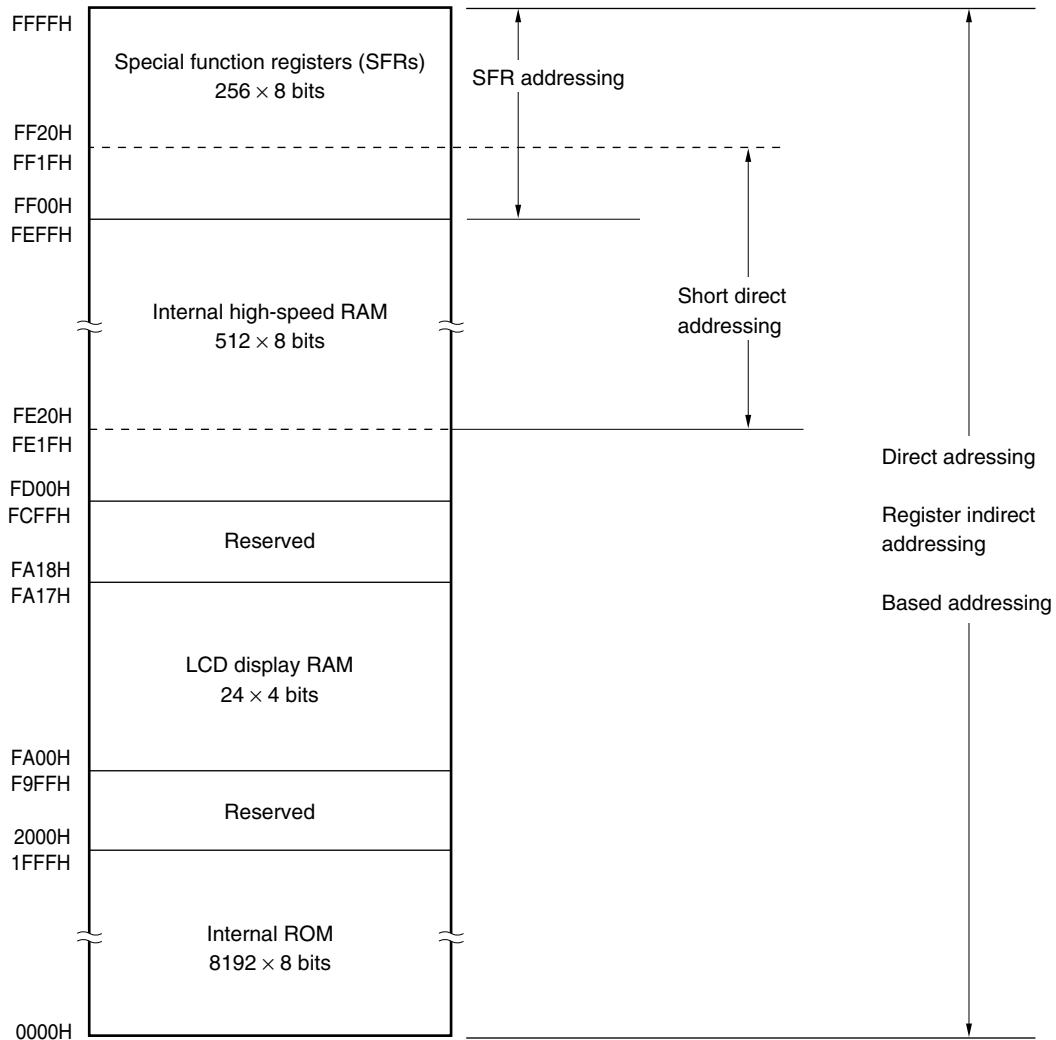 FFFFH
Special function registers (SFRs)
256 × 8 bits
SFR addressing
FF20H
FF1FH
FF00H
FEFFH
Internal high-speed RAM
512 × 8 bits
Short direct
addressing
FE20H
FE1FH
Direct adressing
Register indirect
addressing
Based addressing
FD00H
FCFFH
Reserved
FA18H
FA17H
LCD display RAM
24 × 4 bits
FA00H
F9FFH
Reserved
2000H
1FFFH
Internal ROM
8192 × 8 bits
0000H